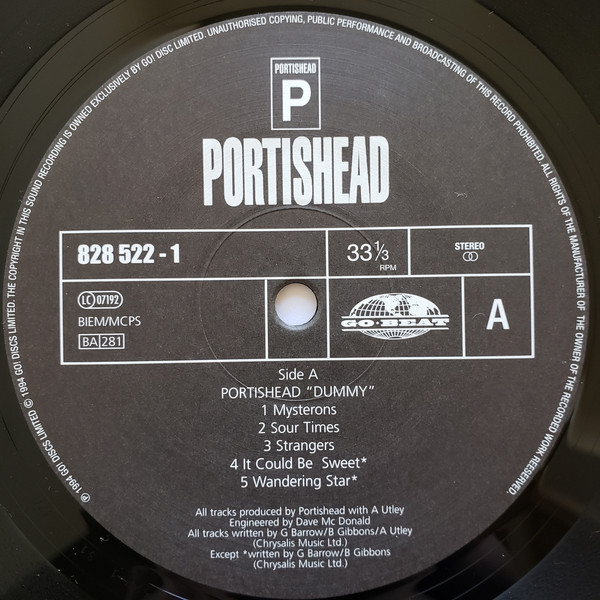 ℗ 1994 GO! DISCS LIMITED © 1994 GO! DISCS LIMITED. THE COPYRIGHT IN THIS SOUND RECORDING IS OWNED EXCLUSIVELY BY GO! DISC LIMITED. UNAUTHORISED COPYING, PUBLIC PERFORMANCE AND BROADCASTING OF THIS RECORD PROHIBITED. ALL RIGHTS OF THE MANUFACTURER OF THE OWNER OF THE RECORDED WORK REESERVED.
PORTISHEAD
P
PORTISHEAD
828 522 - 1
33 1/3
RPM
STEREO
LC 07192
BIEM/MCPS
BA 281
GO·BEAT
A
Side A
PORTISHEAD "DUMMY"
1 Mysterons
2 Sour Times
3 Strangers
4 It Could Be Sweet*
5 Wandering Star*
All tracks produced by Portishead with A Utley
Engineered by Dave Mc Donald
All tracks written by G Barrow/B Gibbons/A Utley
(Chrysalis Music Ltd.)
Except *written by G Barrow/B Gibbons
(Chrysalis Music Ltd.)